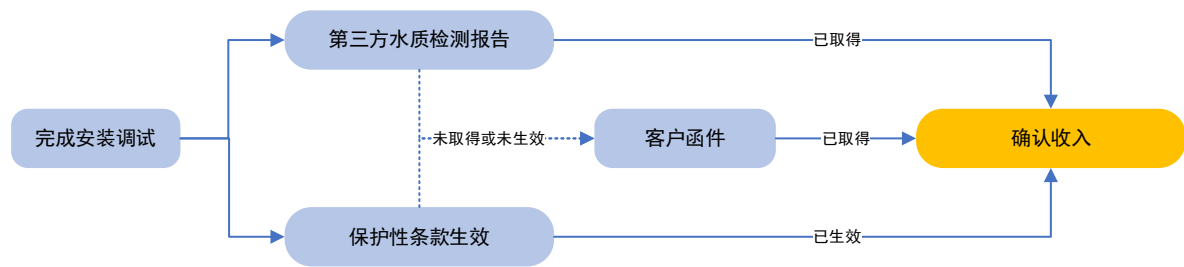 第三方水质检测报告
已取得
完成安装调试
未取得或未生效
客户函件
已取得
确认收入
保护性条款生效
已生效